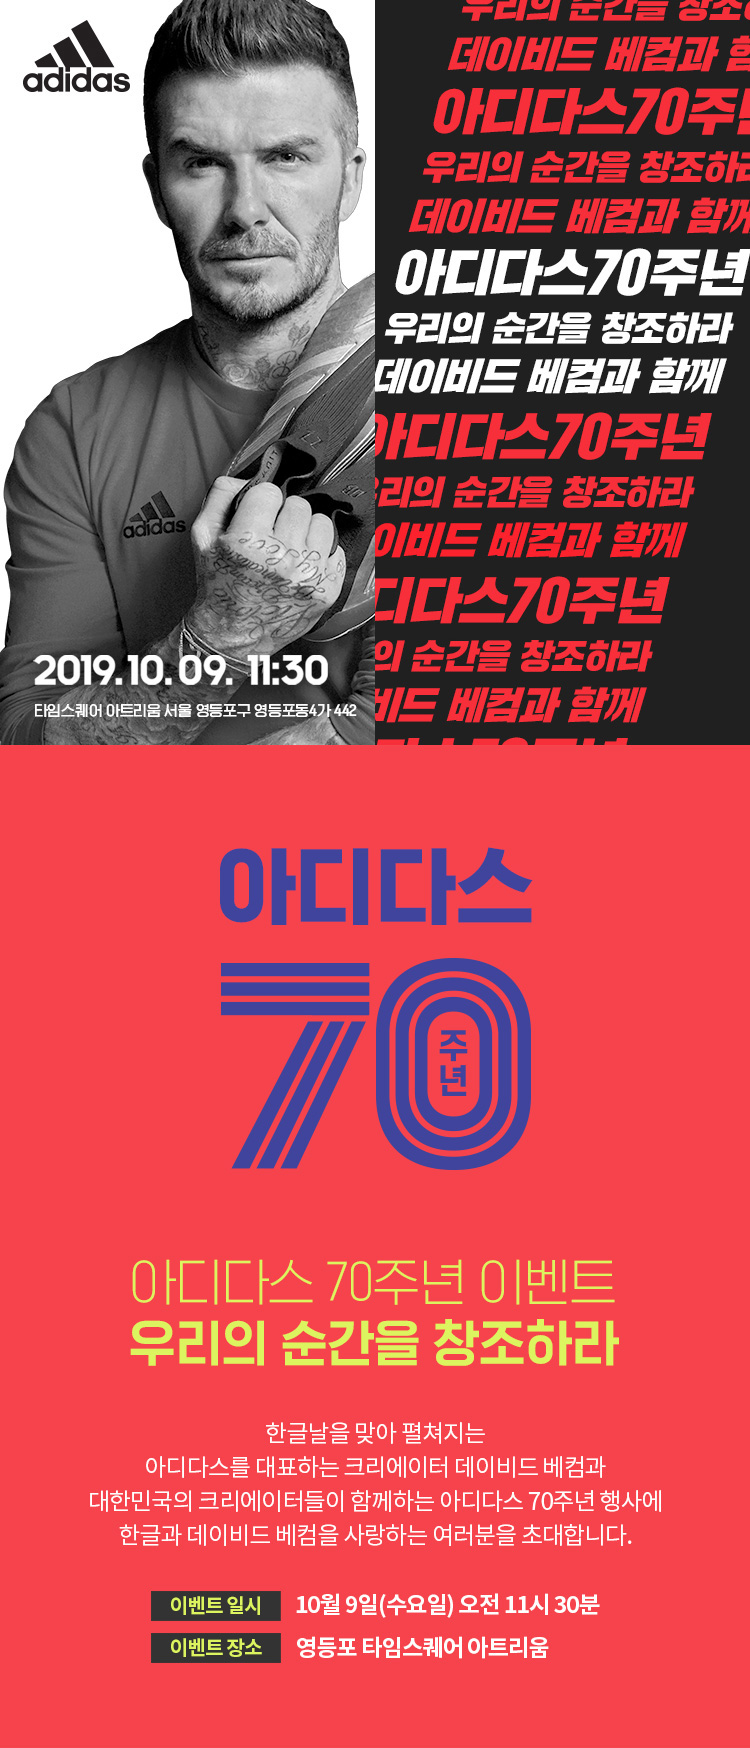 adidas
우리의 순간을 창조
데이비드 베컴과 함
아디다스70주년
우리의 순간을 창조하라
데이비드 베컴과 함께
아디다스70주년
우리의 순간을 창조하라
데이비드 베컴과 함께
아디다스70주년
우리의 순간을 창조하라
이비드 베컴과 함께
디다스70주년
의 순간을 창조하라
비드 베컴과 함께
adidas
2019.10.09. 11:30
타임스퀘어 아트리움 서울 영등포구 영등포동4가 442
아디다스
70
주년
아디다스 70주년 이벤트
우리의 순간을 창조하라
한글날을 맞아 펼쳐지는
아디다스를 대표하는 크리에이터 데이비드 베컴과
대한민국의 크리에이터들이 함께하는 아디다스 70주년 행사에
한글과 데이비드 베컴을 사랑하는 여러분을 초대합니다.
이벤트 일시 10월 9일(수요일) 오전 11시 30분
이벤트 장소 영등포 타임스퀘어 아트리움